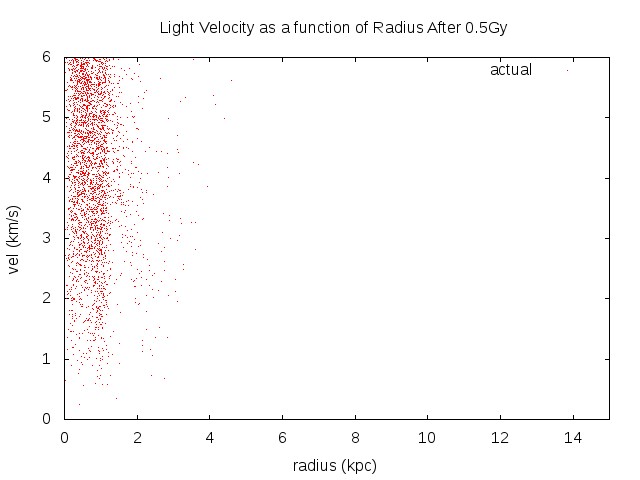 Light Velocity as a function of Radius After 0.5Gy
actual
6
5
4
3
2
1
0
vel (km/s)
0 2 4 6 8 10 12 14
radius (kpc)